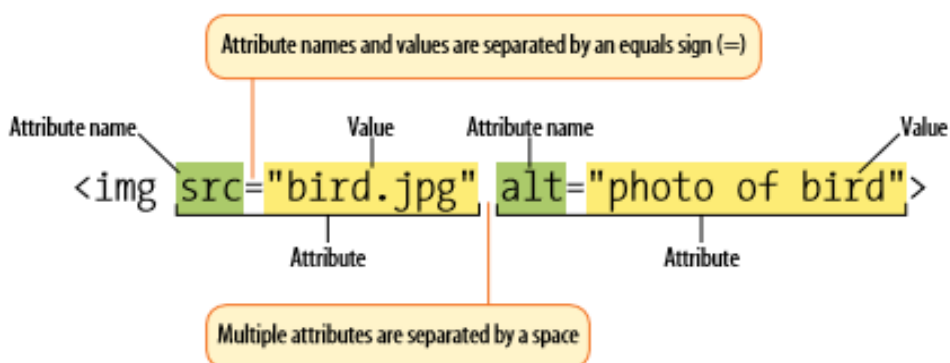 Attribute names and values are separated by an equals sign (=)
Attribute name Value Attribute name Value
<img src="bird.jpg" alt="photo of bird">
Attribute Attribute
Multiple attributes are separated by a space